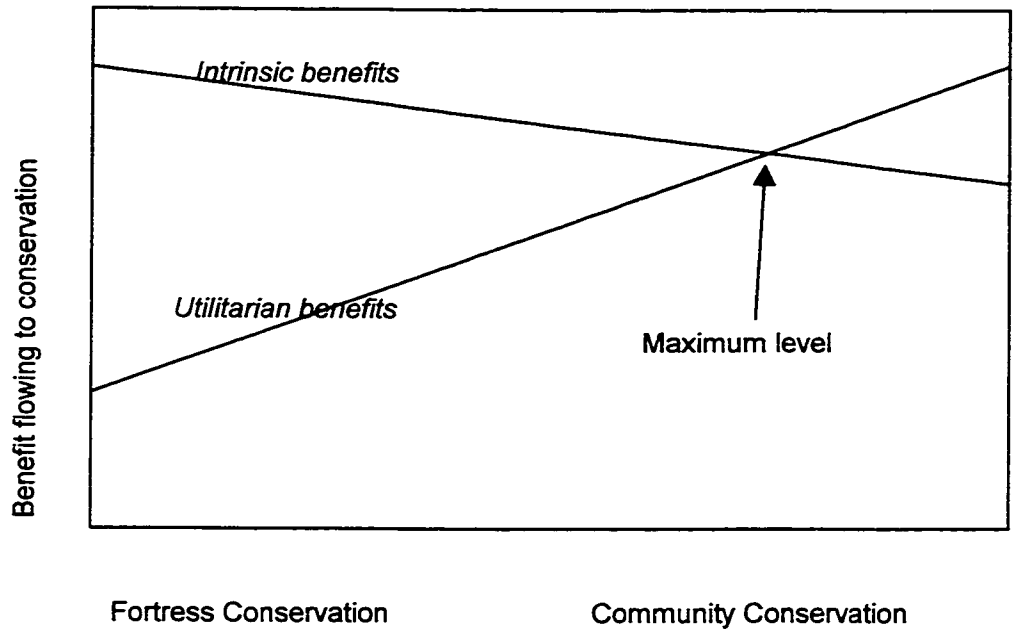 Intrinsic benefits
Benefit flowing to conservation
Utilitarian benefits
Maximum level
Fortress Conservation
Community Conservation